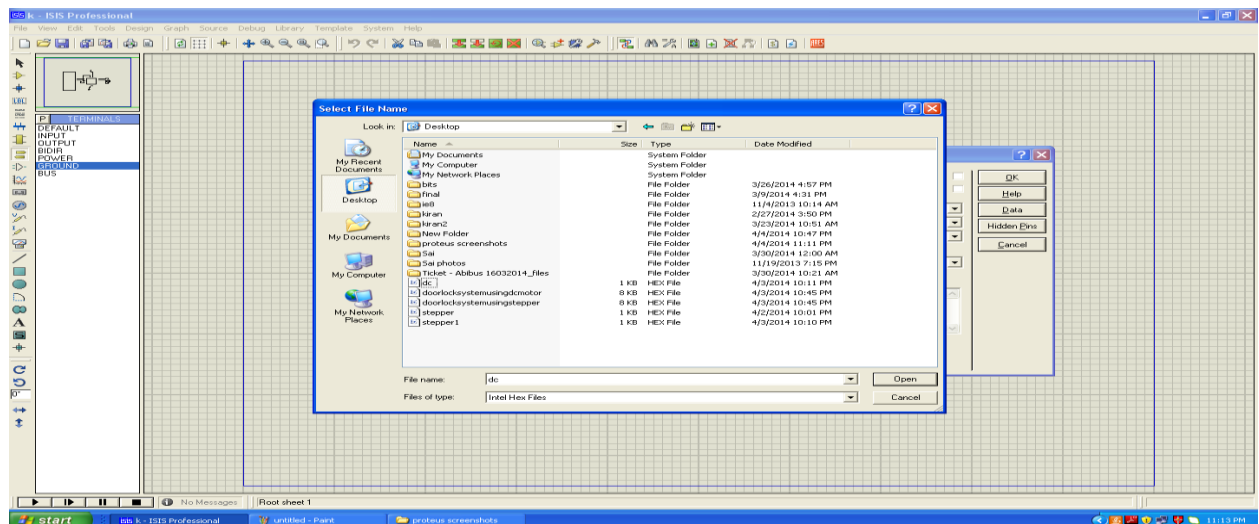 isis k - ISIS Professional
File View Edit Tools Design Graph Source Debug Library Template System Help
P TERMINALS
DEFAULT
INPUT
OUTPUT
BIDIR
POWER
GROUND
BUS
Select File Name
Look in: Desktop
Name Size Type Date Modified
My Documents System Folder
My Computer System Folder
My Network Places System Folder
bits File Folder 3/26/2014 4:57 PM
final File Folder 3/9/2014 4:31 PM
ie8 File Folder 11/4/2013 10:14 AM
kiran File Folder 2/27/2014 3:50 PM
kiran2 File Folder 3/23/2014 10:51 AM
New Folder File Folder 4/4/2014 10:47 PM
proteus screenshots File Folder 4/4/2014 11:11 PM
Sai File Folder 3/30/2014 12:00 AM
Sai photos File Folder 11/19/2013 7:15 PM
Ticket - Abibus 16032014_files File Folder 3/30/2014 10:21 AM
dc 1 KB HEX File 4/3/2014 10:11 PM
doorlocksystemusingdcmotor 8 KB HEX File 4/3/2014 10:45 PM
doorlocksystemusingstepper 8 KB HEX File 4/3/2014 10:45 PM
stepper 1 KB HEX File 4/2/2014 10:01 PM
stepper1 1 KB HEX File 4/3/2014 10:10 PM
My Recent
Documents
Desktop
My Documents
My Computer
My Network
Places
File name: dc Open
Files of type: Intel Hex Files Cancel
OK
Help
Data
Hidden Pins
Cancel
LBL
A
0°
No Messages Root sheet 1
start isis k - ISIS Professional untitled - Paint proteus screenshots 11:13 PM